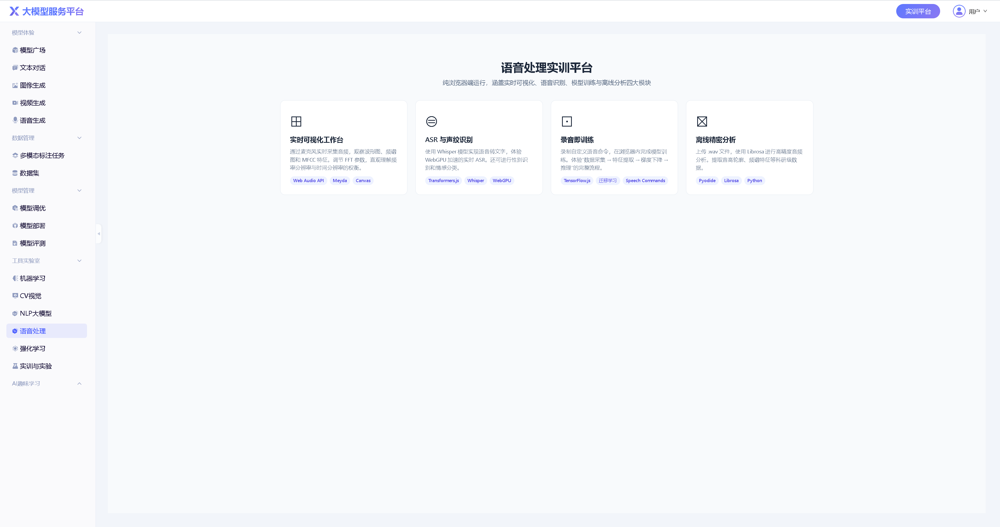 大模型服务平台
实训平台
用户
模型体验
模型广场
文本对话
图像生成
视频生成
语音生成
数据管理
多模态标注任务
数据集
模型管理
模型调优
模型部署
模型评测
工具实验室
机器学习
CV视觉
NLP大模型
语音处理
强化学习
实训与实验
AI趣味学习
语音处理实训平台
纯浏览器端运行，涵盖实时可视化、语音识别、模型训练与离线分析四大模块
实时可视化工作台
通过麦克风实时采集音频，观察波形图、频谱
图和 MFCC 特征。调节 FFT 参数，直观理解频
率分辨率与时间分辨率的权衡。
Web Audio API Meyda Canvas
ASR 与声纹识别
使用 Whisper 模型实现语音转文字，体验
WebGPU 加速的实时 ASR。还可进行性别识
别和情感分类。
Transformers.js Whisper WebGPU
录音即训练
录制自定义语音命令，在浏览器内完成模型训
练。体验"数据采集 → 特征提取 → 梯度下降 →
推理"的完整流程。
TensorFlow.js 迁移学习 Speech Commands
离线精密分析
上传 .wav 文件，使用 Librosa 进行高精度音频
分析。提取音高轮廓、频谱特征等科研级数
据。
Pyodide Librosa Python